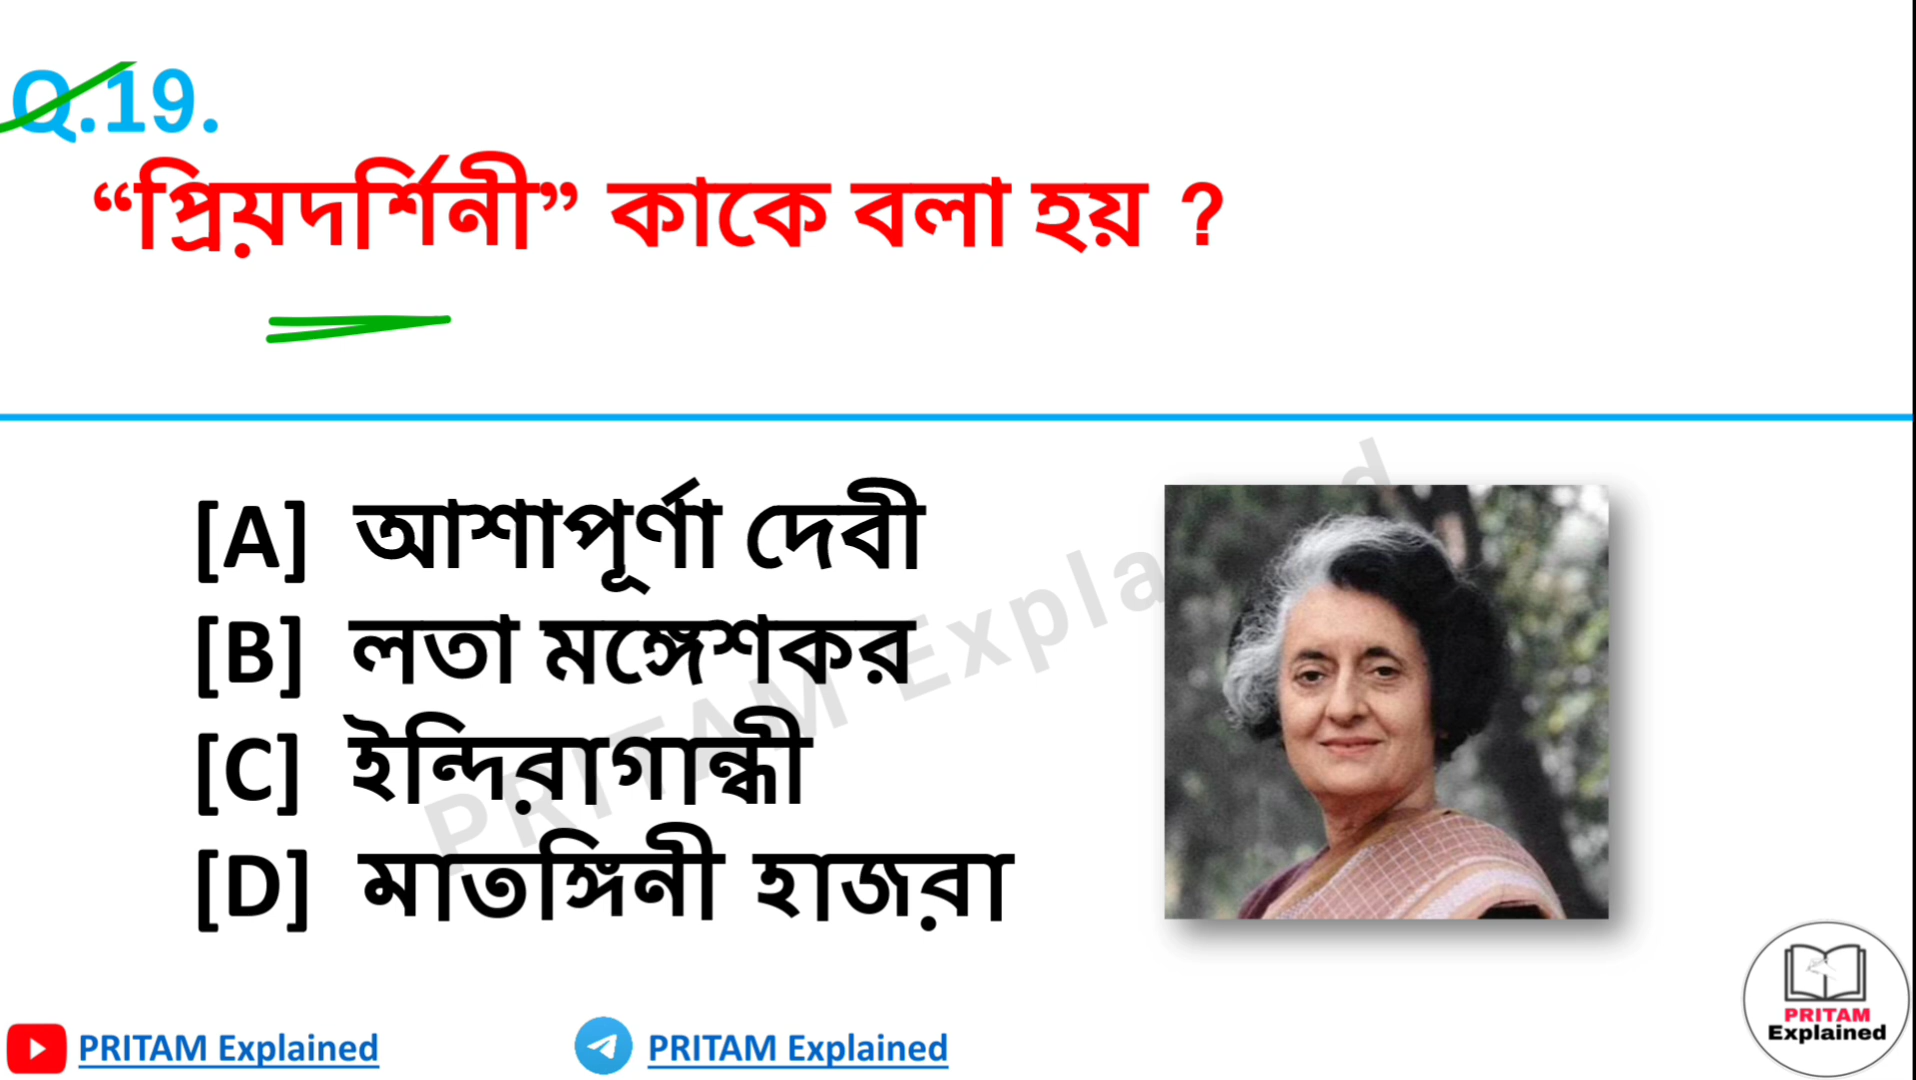 Q.19.
“প্রিয়দর্শিনী” কাকে বলা হয় ?
[A] আশাপূর্ণা দেবী
[B] লতা মঙ্গেশকর
[C] ইন্দিরাগান্ধী
[D] মাতঙ্গিনী হাজরা
PRITAM Explained
PRITAM Explained
PRITAM Explained
PRITAM
Explained